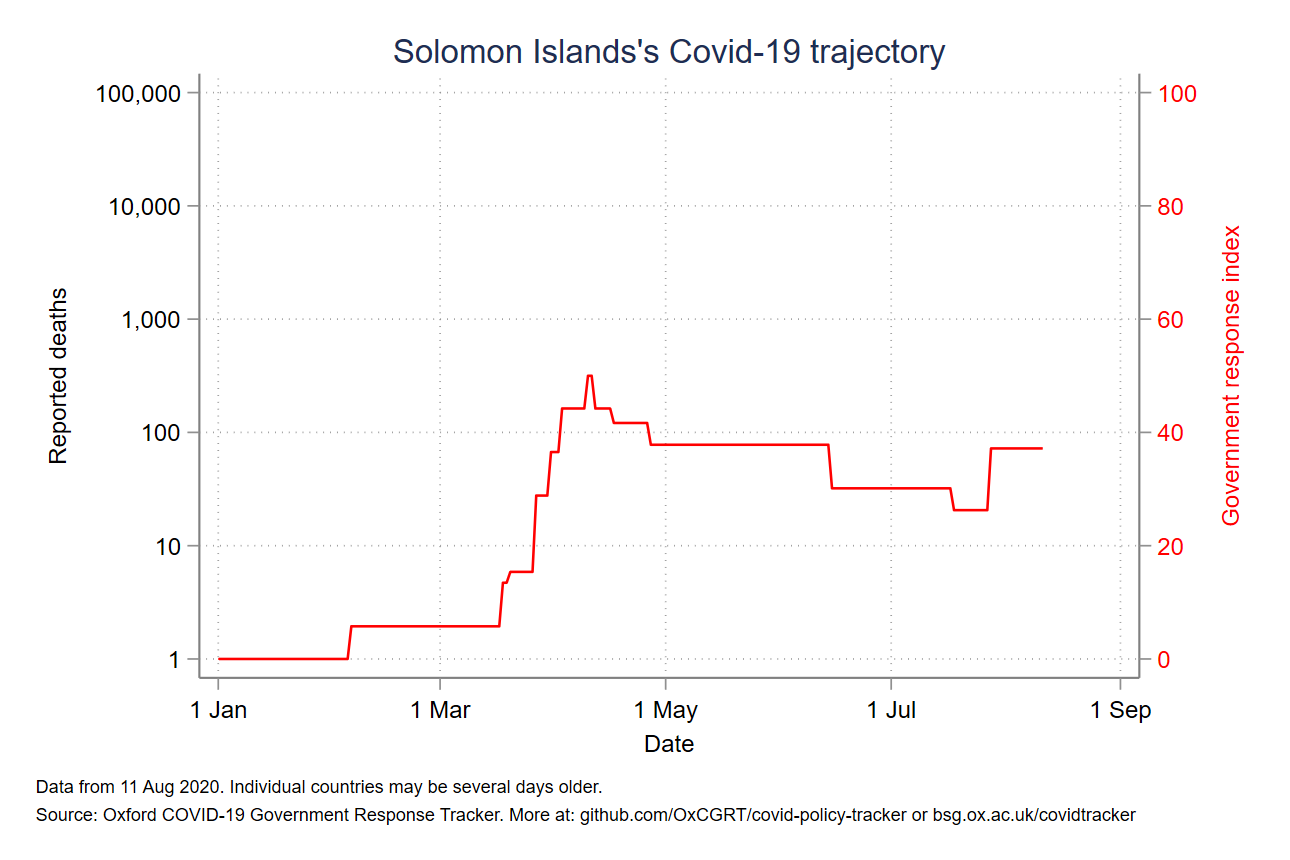 Solomon Islands's Covid-19 trajectory
100,000
10,000
1,000
100
10
1
Reported deaths
100
80
60
40
20
0
Government response index
1 Jan
1 Mar
1 May
1 Jul
1 Sep
Date
Data from 11 Aug 2020. Individual countries may be several days older.
Source: Oxford COVID-19 Government Response Tracker. More at: github.com/OxCGRT/covid-policy-tracker or bsg.ox.ac.uk/covidtracker